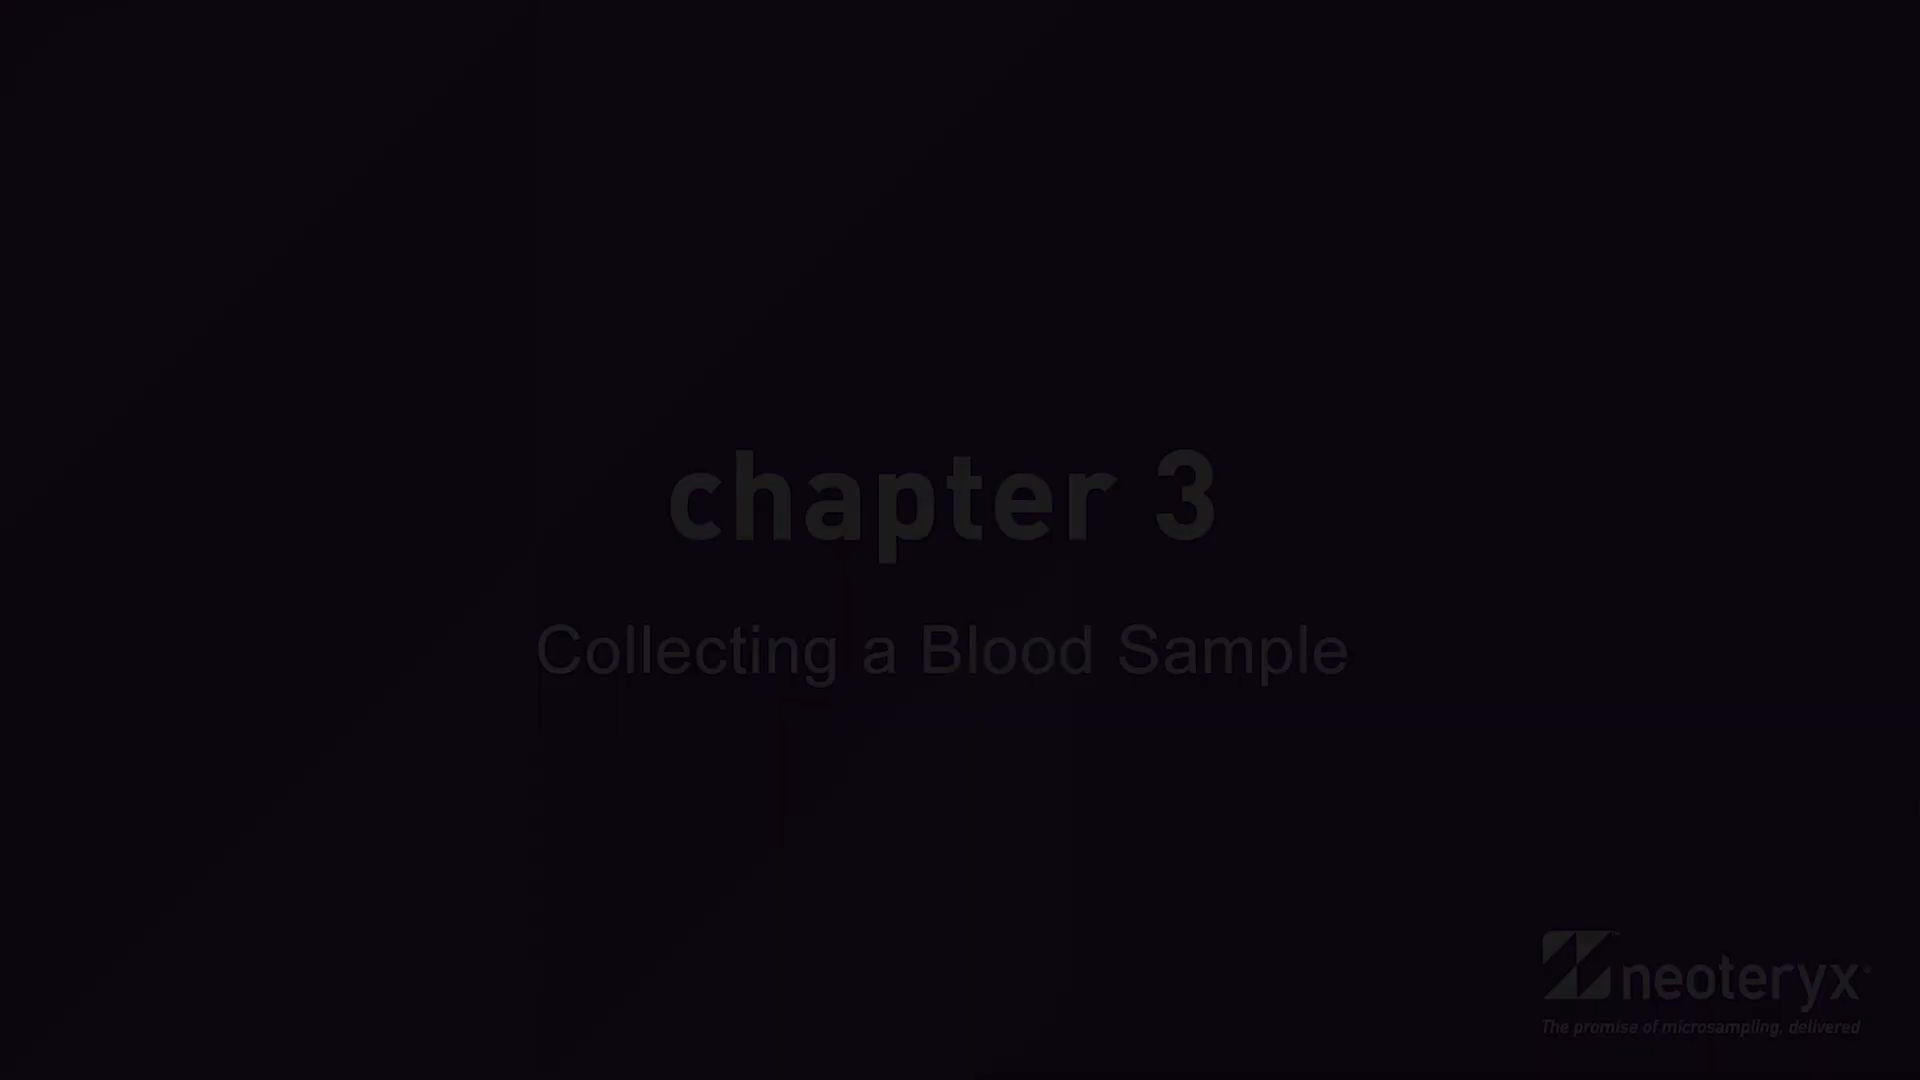 chapter 3
Collecting a Blood Sample
neoteryx
The promise of microsampling, delivered